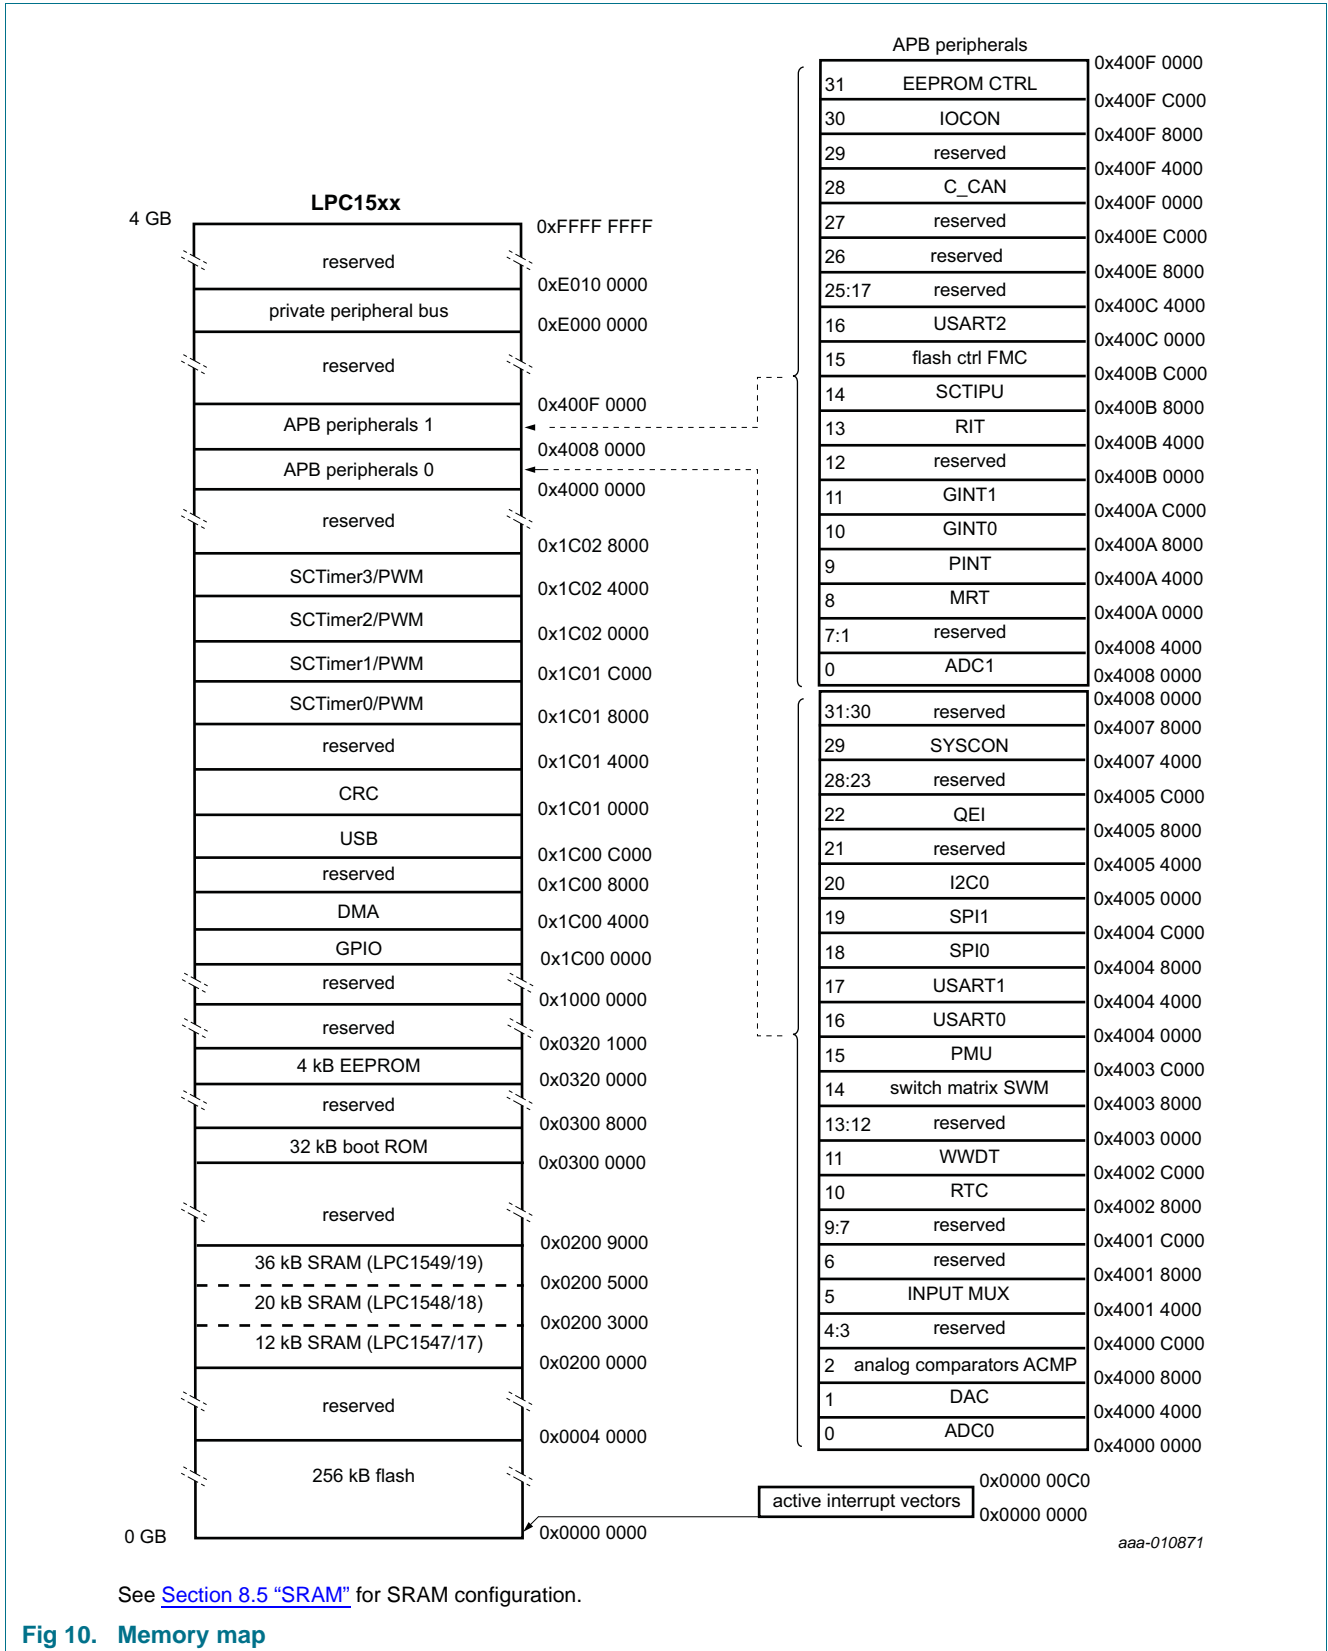 LPC15xx
4 GB
0xFFFF FFFF
reserved
0xE010 0000
private peripheral bus
0xE000 0000
reserved
0x400F 0000
APB peripherals 1
0x4008 0000
APB peripherals 0
0x4000 0000
reserved
0x1C02 8000
SCTimer3/PWM
0x1C02 4000
SCTimer2/PWM
0x1C02 0000
SCTimer1/PWM
0x1C01 C000
SCTimer0/PWM
0x1C01 8000
reserved
0x1C01 4000
CRC
0x1C01 0000
USB
0x1C00 C000
reserved
0x1C00 8000
DMA
0x1C00 4000
GPIO
0x1C00 0000
reserved
0x1000 0000
reserved
0x0320 1000
4 kB EEPROM
0x0320 0000
reserved
0x0300 8000
32 kB boot ROM
0x0300 0000
reserved
0x0200 9000
36 kB SRAM (LPC1549/19)
0x0200 5000
20 kB SRAM (LPC1548/18)
0x0200 3000
12 kB SRAM (LPC1547/17)
0x0200 0000
reserved
0x0004 0000
256 kB flash
0 GB
0x0000 0000
APB peripherals
0x400F 0000
31 EEPROM CTRL
0x400F C000
30 IOCON
0x400F 8000
29 reserved
0x400F 4000
28 C_CAN
0x400F 0000
27 reserved
0x400E C000
26 reserved
0x400E 8000
25:17 reserved
0x400C 4000
16 USART2
0x400C 0000
15 flash ctrl FMC
0x400B C000
14 SCTIPU
0x400B 8000
13 RIT
0x400B 4000
12 reserved
0x400B 0000
11 GINT1
0x400A C000
10 GINT0
0x400A 8000
9 PINT
0x400A 4000
8 MRT
0x400A 0000
7:1 reserved
0x4008 4000
0 ADC1
0x4008 0000
0x4008 0000
31:30 reserved
0x4007 8000
29 SYSCON
0x4007 4000
28:23 reserved
0x4005 C000
22 QEI
0x4005 8000
21 reserved
0x4005 4000
20 I2C0
0x4005 0000
19 SPI1
0x4004 C000
18 SPI0
0x4004 8000
17 USART1
0x4004 4000
16 USART0
0x4004 0000
15 PMU
0x4003 C000
14 switch matrix SWM
0x4003 8000
13:12 reserved
0x4003 0000
11 WWDT
0x4002 C000
10 RTC
0x4002 8000
9:7 reserved
0x4001 C000
6 reserved
0x4001 8000
5 INPUT MUX
0x4001 4000
4:3 reserved
0x4000 C000
2 analog comparators ACMP
0x4000 8000
1 DAC
0x4000 4000
0 ADC0
0x4000 0000
0x0000 00C0
active interrupt vectors
0x0000 0000
aaa-010871
See Section 8.5 “SRAM” for SRAM configuration.
Fig 10. Memory map